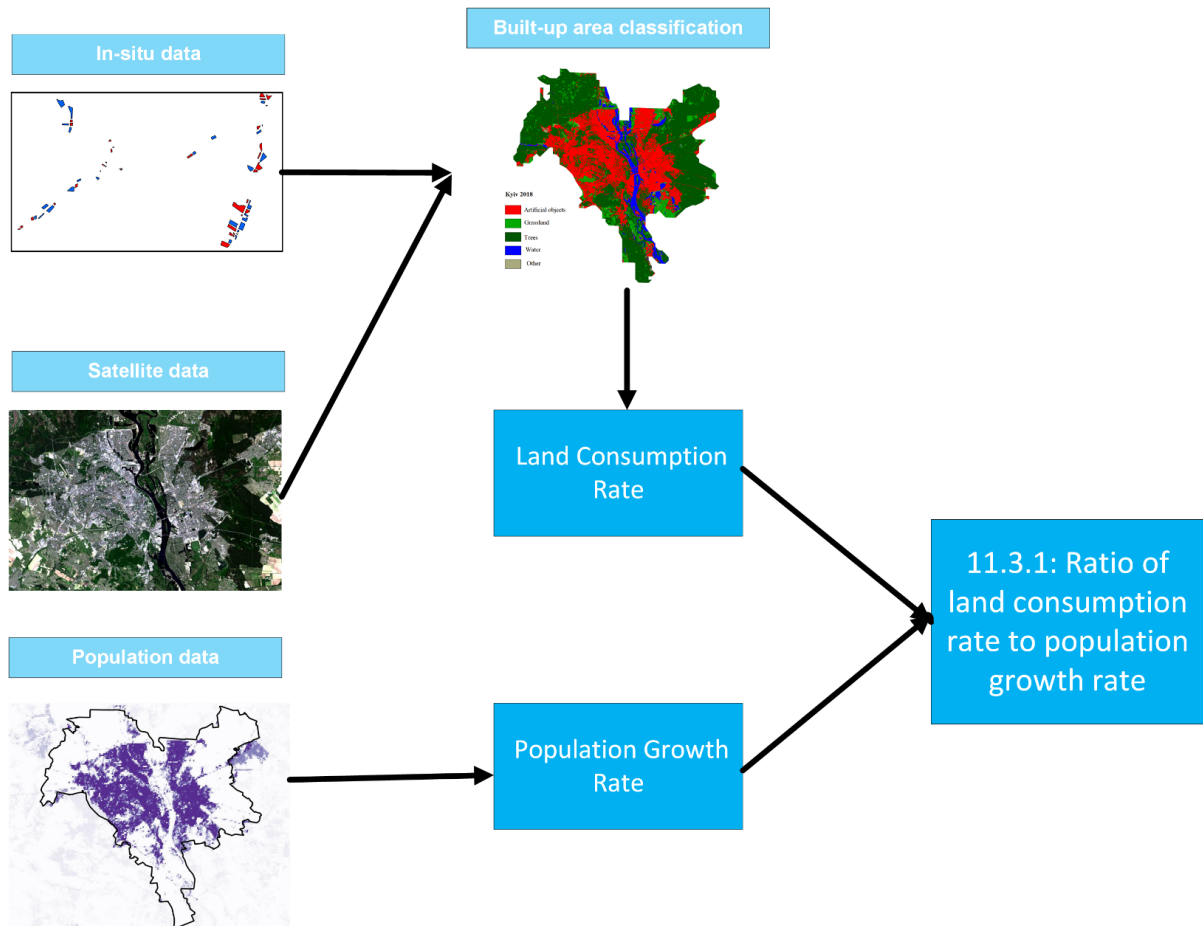 Built-up area classification
In-situ data
Kyiv 2018
Artificial objects
Grassland
Trees
Water
Other
Satellite data
Land Consumption
Rate
11.3.1: Ratio of
land consumption
rate to population
growth rate
Population data
Population Growth
Rate